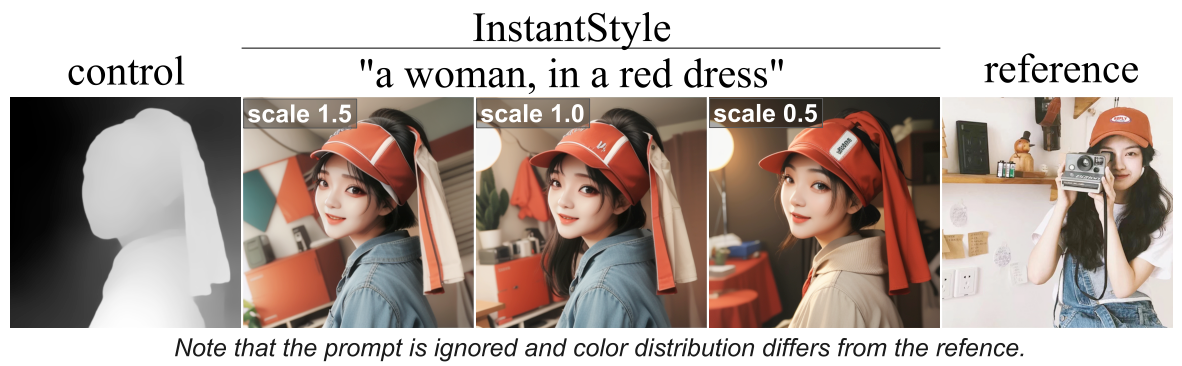 InstantStyle
control
"a woman, in a red dress"
reference
scale 1.5
scale 1.0
scale 0.5
Note that the prompt is ignored and color distribution differs from the refence.